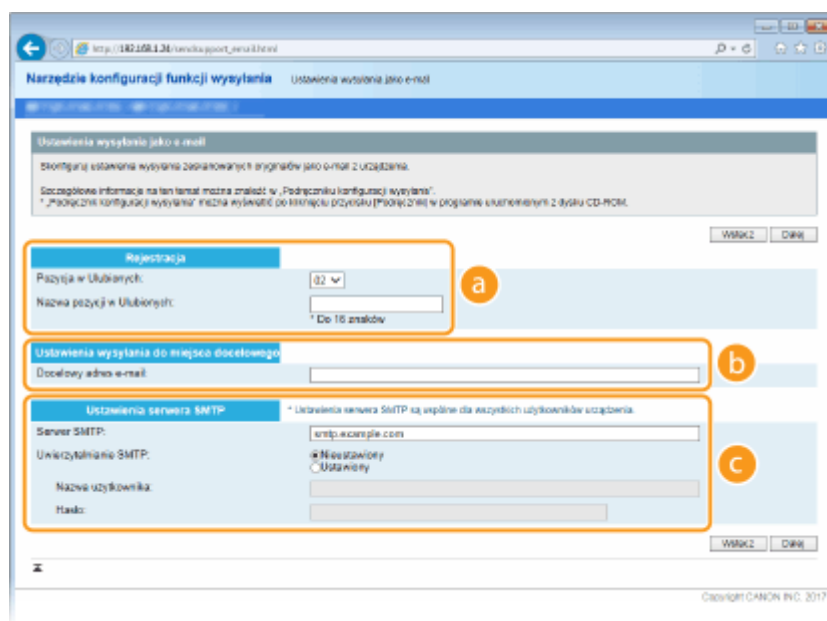 http://192.168.1.24/sendsupport_email.html
Narzędzie konfiguracji funkcji wysyłania Ustawienia wysyłania jako e-mail
Ustawienia wysyłania jako e-mail
Skonfiguruj ustawienia wysyłania zeskanowanych oryginałów jako e-mail z urządzenia.
Szczegółowe informacje na ten temat można znaleźć w „Podręczniku konfiguracji wysyłania".
* „Podręcznik konfiguracji wysyłania" można wyświetlić po kliknięciu przycisku [Podręcznik] w programie uruchomionym z dysku CD-ROM.
Wstecz Dalej
Rejestracja
Pozycja w Ulubionych: 02
Nazwa pozycji w Ulubionych:
* Do 16 znaków
a
Ustawienia wysyłania do miejsca docelowego
Docelowy adres e-mail:
b
Ustawienia serwera SMTP * Ustawienia serwera SMTP są wspólne dla wszystkich użytkowników urządzenia.
Serwer SMTP: smtp.example.com
Uwierzytelnianie SMTP: Nieustawiony
Ustawiony
Nazwa użytkownika:
Hasło:
c
Wstecz Dalej
Copyright CANON INC. 2017